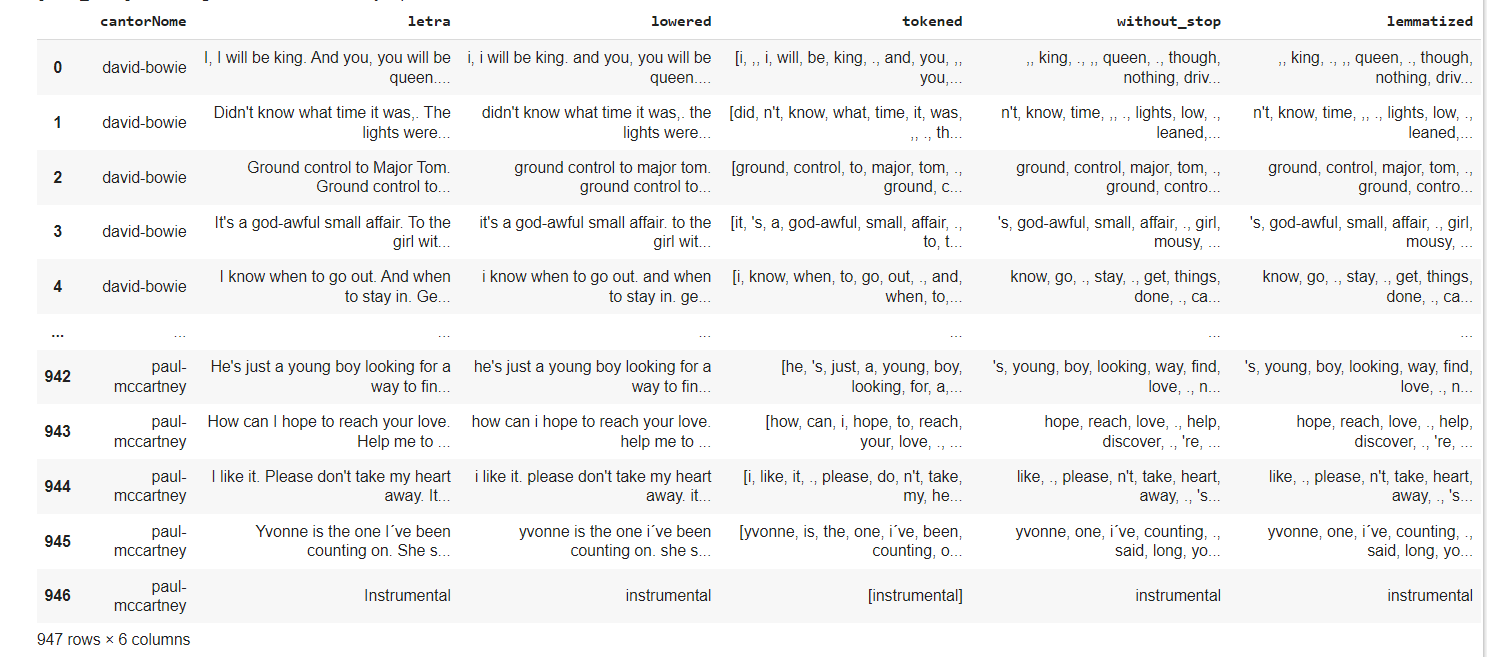 cantorNome letra lowered tokened without_stop lemmatized
0 david-bowie I, I will be king. And you, you will be queen.... i, i will be king. and you, you will be queen.... [i, ,, i, will, be, king, ., and, you, ,, you,... ,, king, ., ,, queen, ., though, nothing, driv... ,, king, ., ,, queen, ., though, nothing, driv...
1 david-bowie Didn't know what time it was,. The lights were... didn't know what time it was,. the lights were... [did, n't, know, what, time, it, was, ,, ., th... n't, know, time, ,, ., lights, low, ., leaned,... n't, know, time, ,, ., lights, low, ., leaned,...
2 david-bowie Ground control to Major Tom. Ground control to... ground control to major tom. ground control to... [ground, control, to, major, tom, ., ground, c... ground, control, major, tom, ., ground, contro... ground, control, major, tom, ., ground, contro...
3 david-bowie It's a god-awful small affair. To the girl wit... it's a god-awful small affair. to the girl wit... [it, 's, a, god-awful, small, affair, ., to, t... 's, god-awful, small, affair, ., girl, mousy, ... 's, god-awful, small, affair, ., girl, mousy, ...
4 david-bowie I know when to go out. And when to stay in. Ge... i know when to go out. and when to stay in. ge... [i, know, when, to, go, out, ., and, when, to,... know, go, ., stay, ., get, things, done, ., ca... know, go, ., stay, ., get, things, done, ., ca...
... ... ... ... ... ... ...
942 paul-mccartney He's just a young boy looking for a way to fin... he's just a young boy looking for a way to fin... [he, 's, just, a, young, boy, looking, for, a,... 's, young, boy, looking, way, find, love, ., n... 's, young, boy, looking, way, find, love, ., n...
943 paul-mccartney How can I hope to reach your love. Help me to ... how can i hope to reach your love. help me to ... [how, can, i, hope, to, reach, your, love, ., ... hope, reach, love, ., help, discover, ., 're, ... hope, reach, love, ., help, discover, ., 're, ...
944 paul-mccartney I like it. Please don't take my heart away. It... i like it. please don't take my heart away. it... [i, like, it, ., please, do, n't, take, my, he... like, ., please, n't, take, heart, away, ., 's... like, ., please, n't, take, heart, away, ., 's...
945 paul-mccartney Yvonne is the one I´ve been counting on. She s... yvonne is the one i´ve been counting on. she s... [yvonne, is, the, one, i´ve, been, counting, o... yvonne, one, i´ve, counting, ., said, long, yo... yvonne, one, i´ve, counting, ., said, long, yo...
946 paul-mccartney Instrumental instrumental [instrumental] instrumental instrumental
947 rows × 6 columns